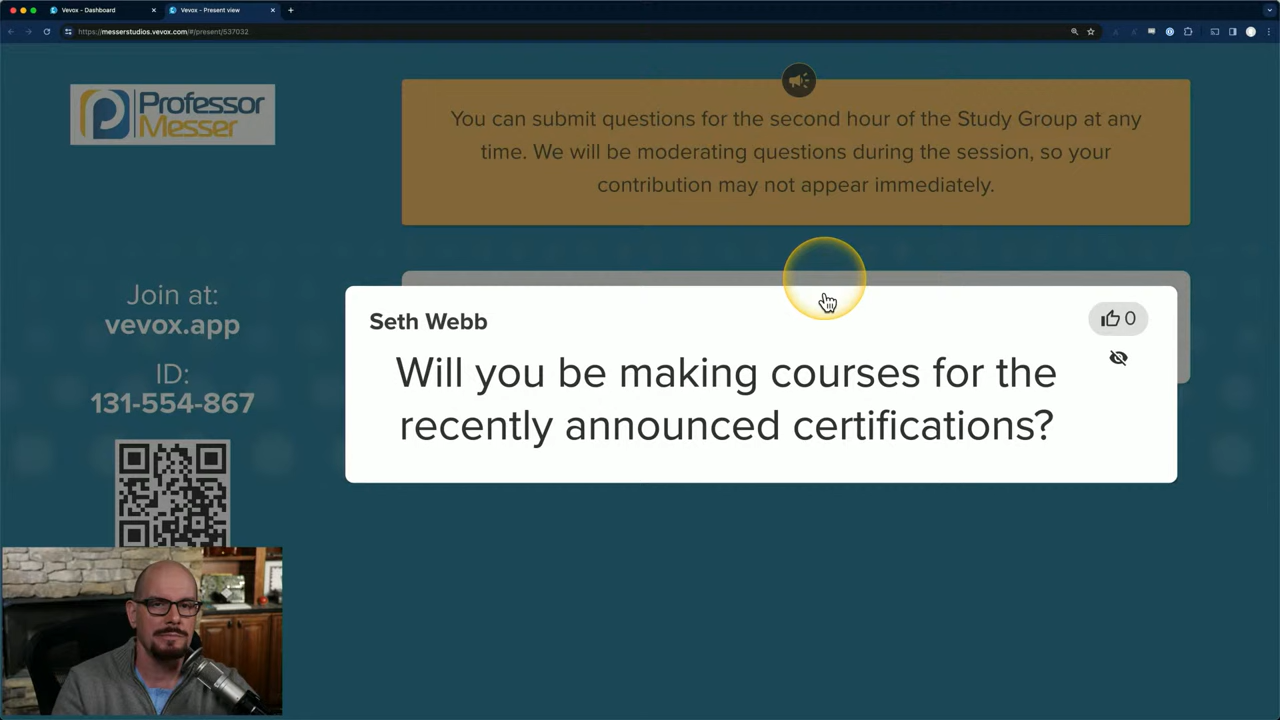 Vevox - Dashboard
Vevox - Present view
https://messerstudios.vevox.com/#/present/537032
Professor
Messer
You can submit questions for the second hour of the Study Group at any
time. We will be moderating questions during the session, so your
contribution may not appear immediately.
Join at:
vevox.app
ID:
131-554-867
Seth Webb
0
Will you be making courses for the
recently announced certifications?